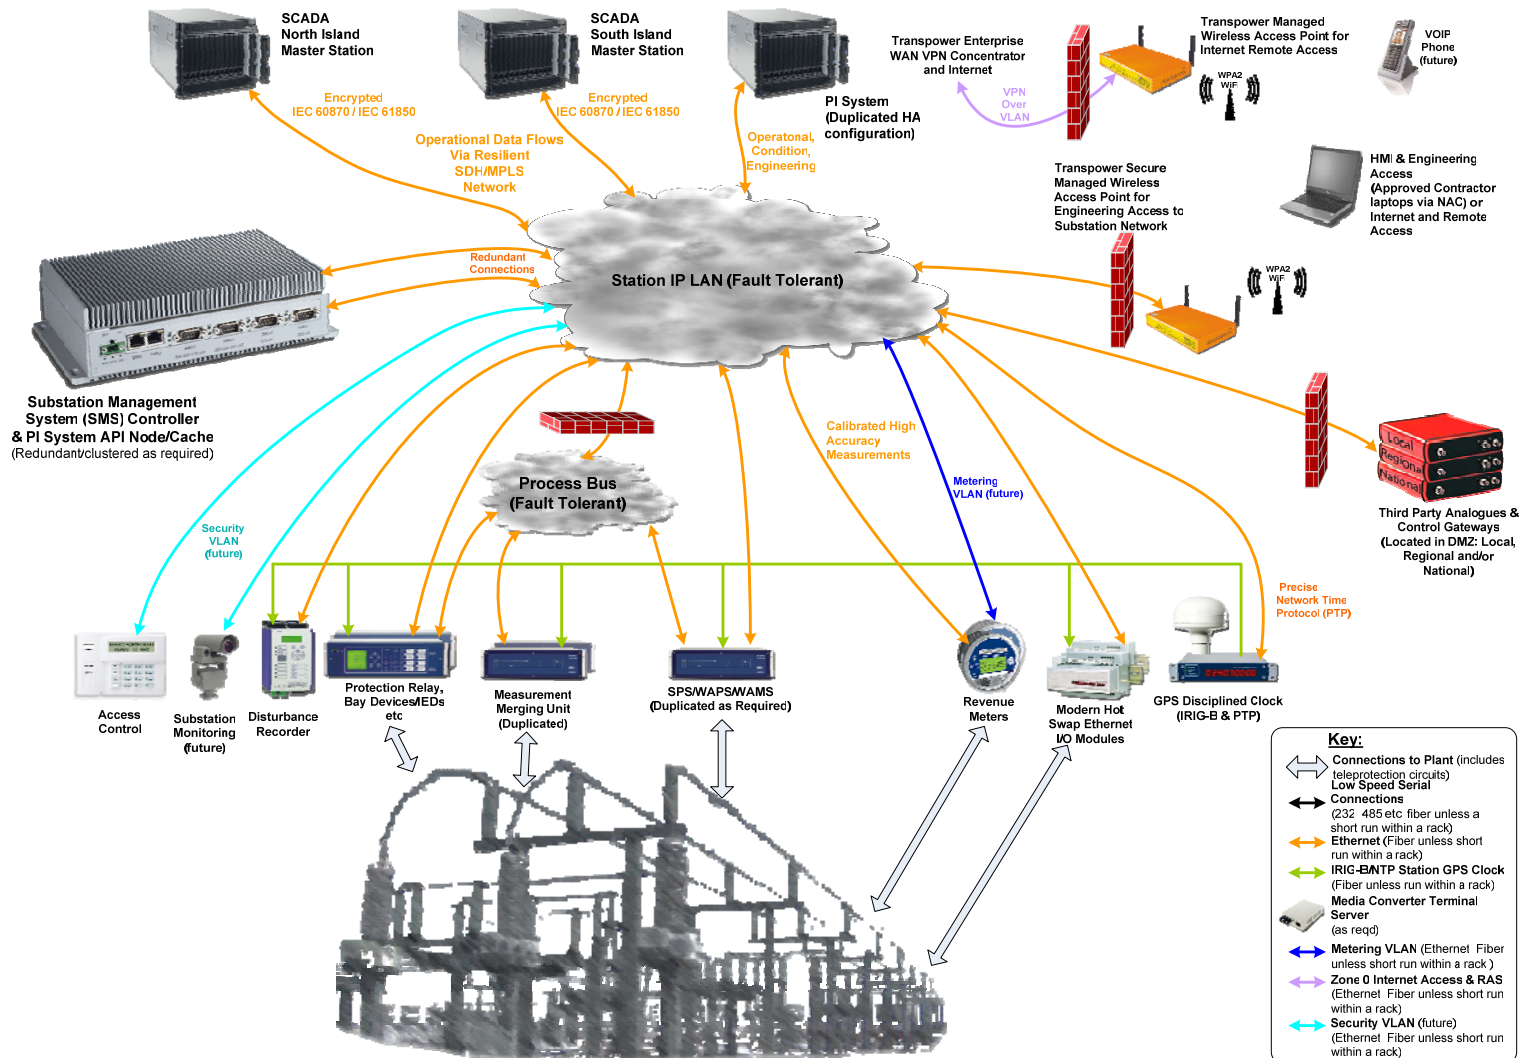 SCADA
North Island
Master Station
SCADA
South Island
Master Station
PI System
(Duplicated HA
configuration)
Transpower Enterprise
WAN VPN Concentrator
and Internet
Transpower Managed
Wireless Access Point for
Internet Remote Access
VOIP
Phone
(future)
WPA2
WiFi
VPN
Over
VLAN
Encrypted
IEC 60870 / IEC 61850
Encrypted
IEC 60870 / IEC 61850
Operational Data Flows
Via Resilient
SDH/MPLS
Network
Operatonal,
Condition,
Engineering
Transpower Secure
Managed Wireless
Access Point for
Engineering Access to
Substation Network
HMI & Engineering
Access
(Approved Contractor
laptops via NAC) or
Internet and Remote
Access
WPA2
WiFi
Redundant
Connections
Station IP LAN (Fault Tolerant)
Substation Management
System (SMS) Controller
& PI System API Node/Cache
(Redundant/clustered as required)
Process Bus
(Fault Tolerant)
Calibrated High
Accuracy
Measurements
Metering
VLAN (future)
Local
Regional
National
Third Party Analogues &
Control Gateways
(Located in DMZ: Local,
Regional and/or
National)
Security
VLAN
(future)
Precise
Network Time
Protocol (PTP)
Access
Control
Substation
Monitoring
(future)
Disturbance
Recorder
Protection Relay,
Bay Devices/IEDs
etc
Measurement
Merging Unit
(Duplicated)
SPS/WAPS/WAMS
(Duplicated as Required)
Revenue
Meters
Modern Hot
Swap Ethernet
I/O Modules
GPS Disciplined Clock
(IRIG-B & PTP)
Key:
Connections to Plant (includes
teleprotection circuits)
Low Speed Serial
Connections
(232 485 etc fiber unless a
short run within a rack)
Ethernet (Fiber unless short
run within a rack)
IRIG-B/NTP Station GPS Clock
(Fiber unless run within a rack)
Media Converter Terminal
Server
(as reqd)
Metering VLAN (Ethernet Fiber
unless short run within a rack )
Zone 0 Internet Access & RAS
(Ethernet Fiber unless short run
within a rack)
Security VLAN (future)
(Ethernet Fiber unless short run
within a rack)